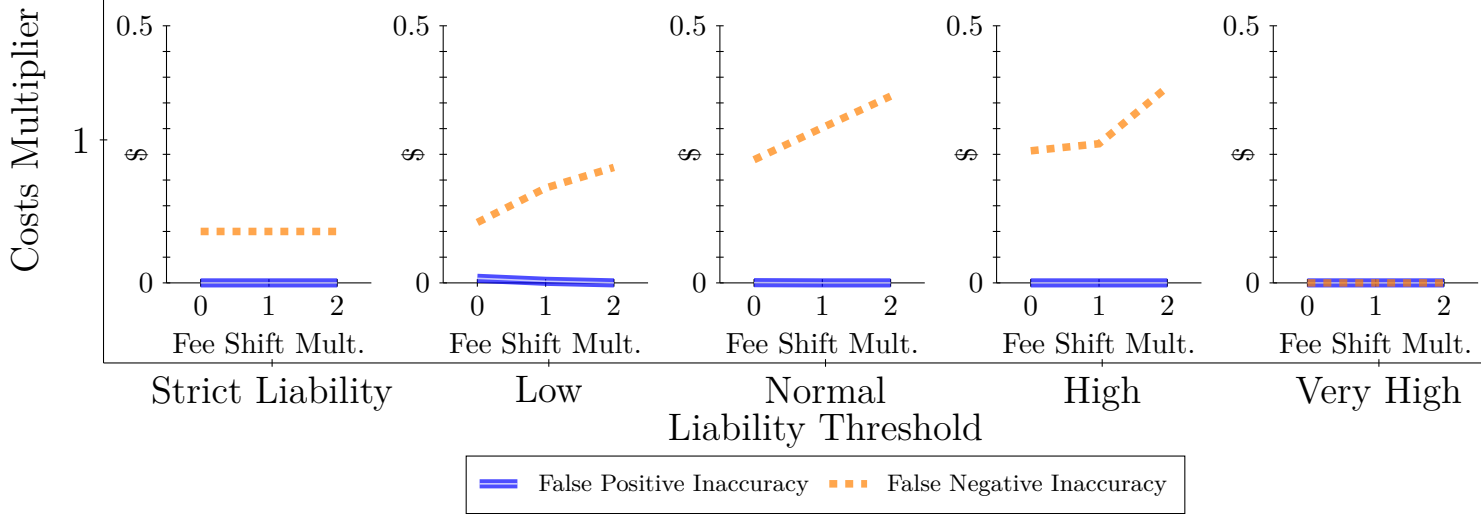 Costs Multiplier
1
0.5
0
$
0 1 2
Fee Shift Mult.
0.5
0
$
0 1 2
Fee Shift Mult.
0.5
0
$
0 1 2
Fee Shift Mult.
0.5
0
$
0 1 2
Fee Shift Mult.
0.5
0
$
0 1 2
Fee Shift Mult.
Strict Liability Low Normal High Very High
Liability Threshold
False Positive Inaccuracy False Negative Inaccuracy